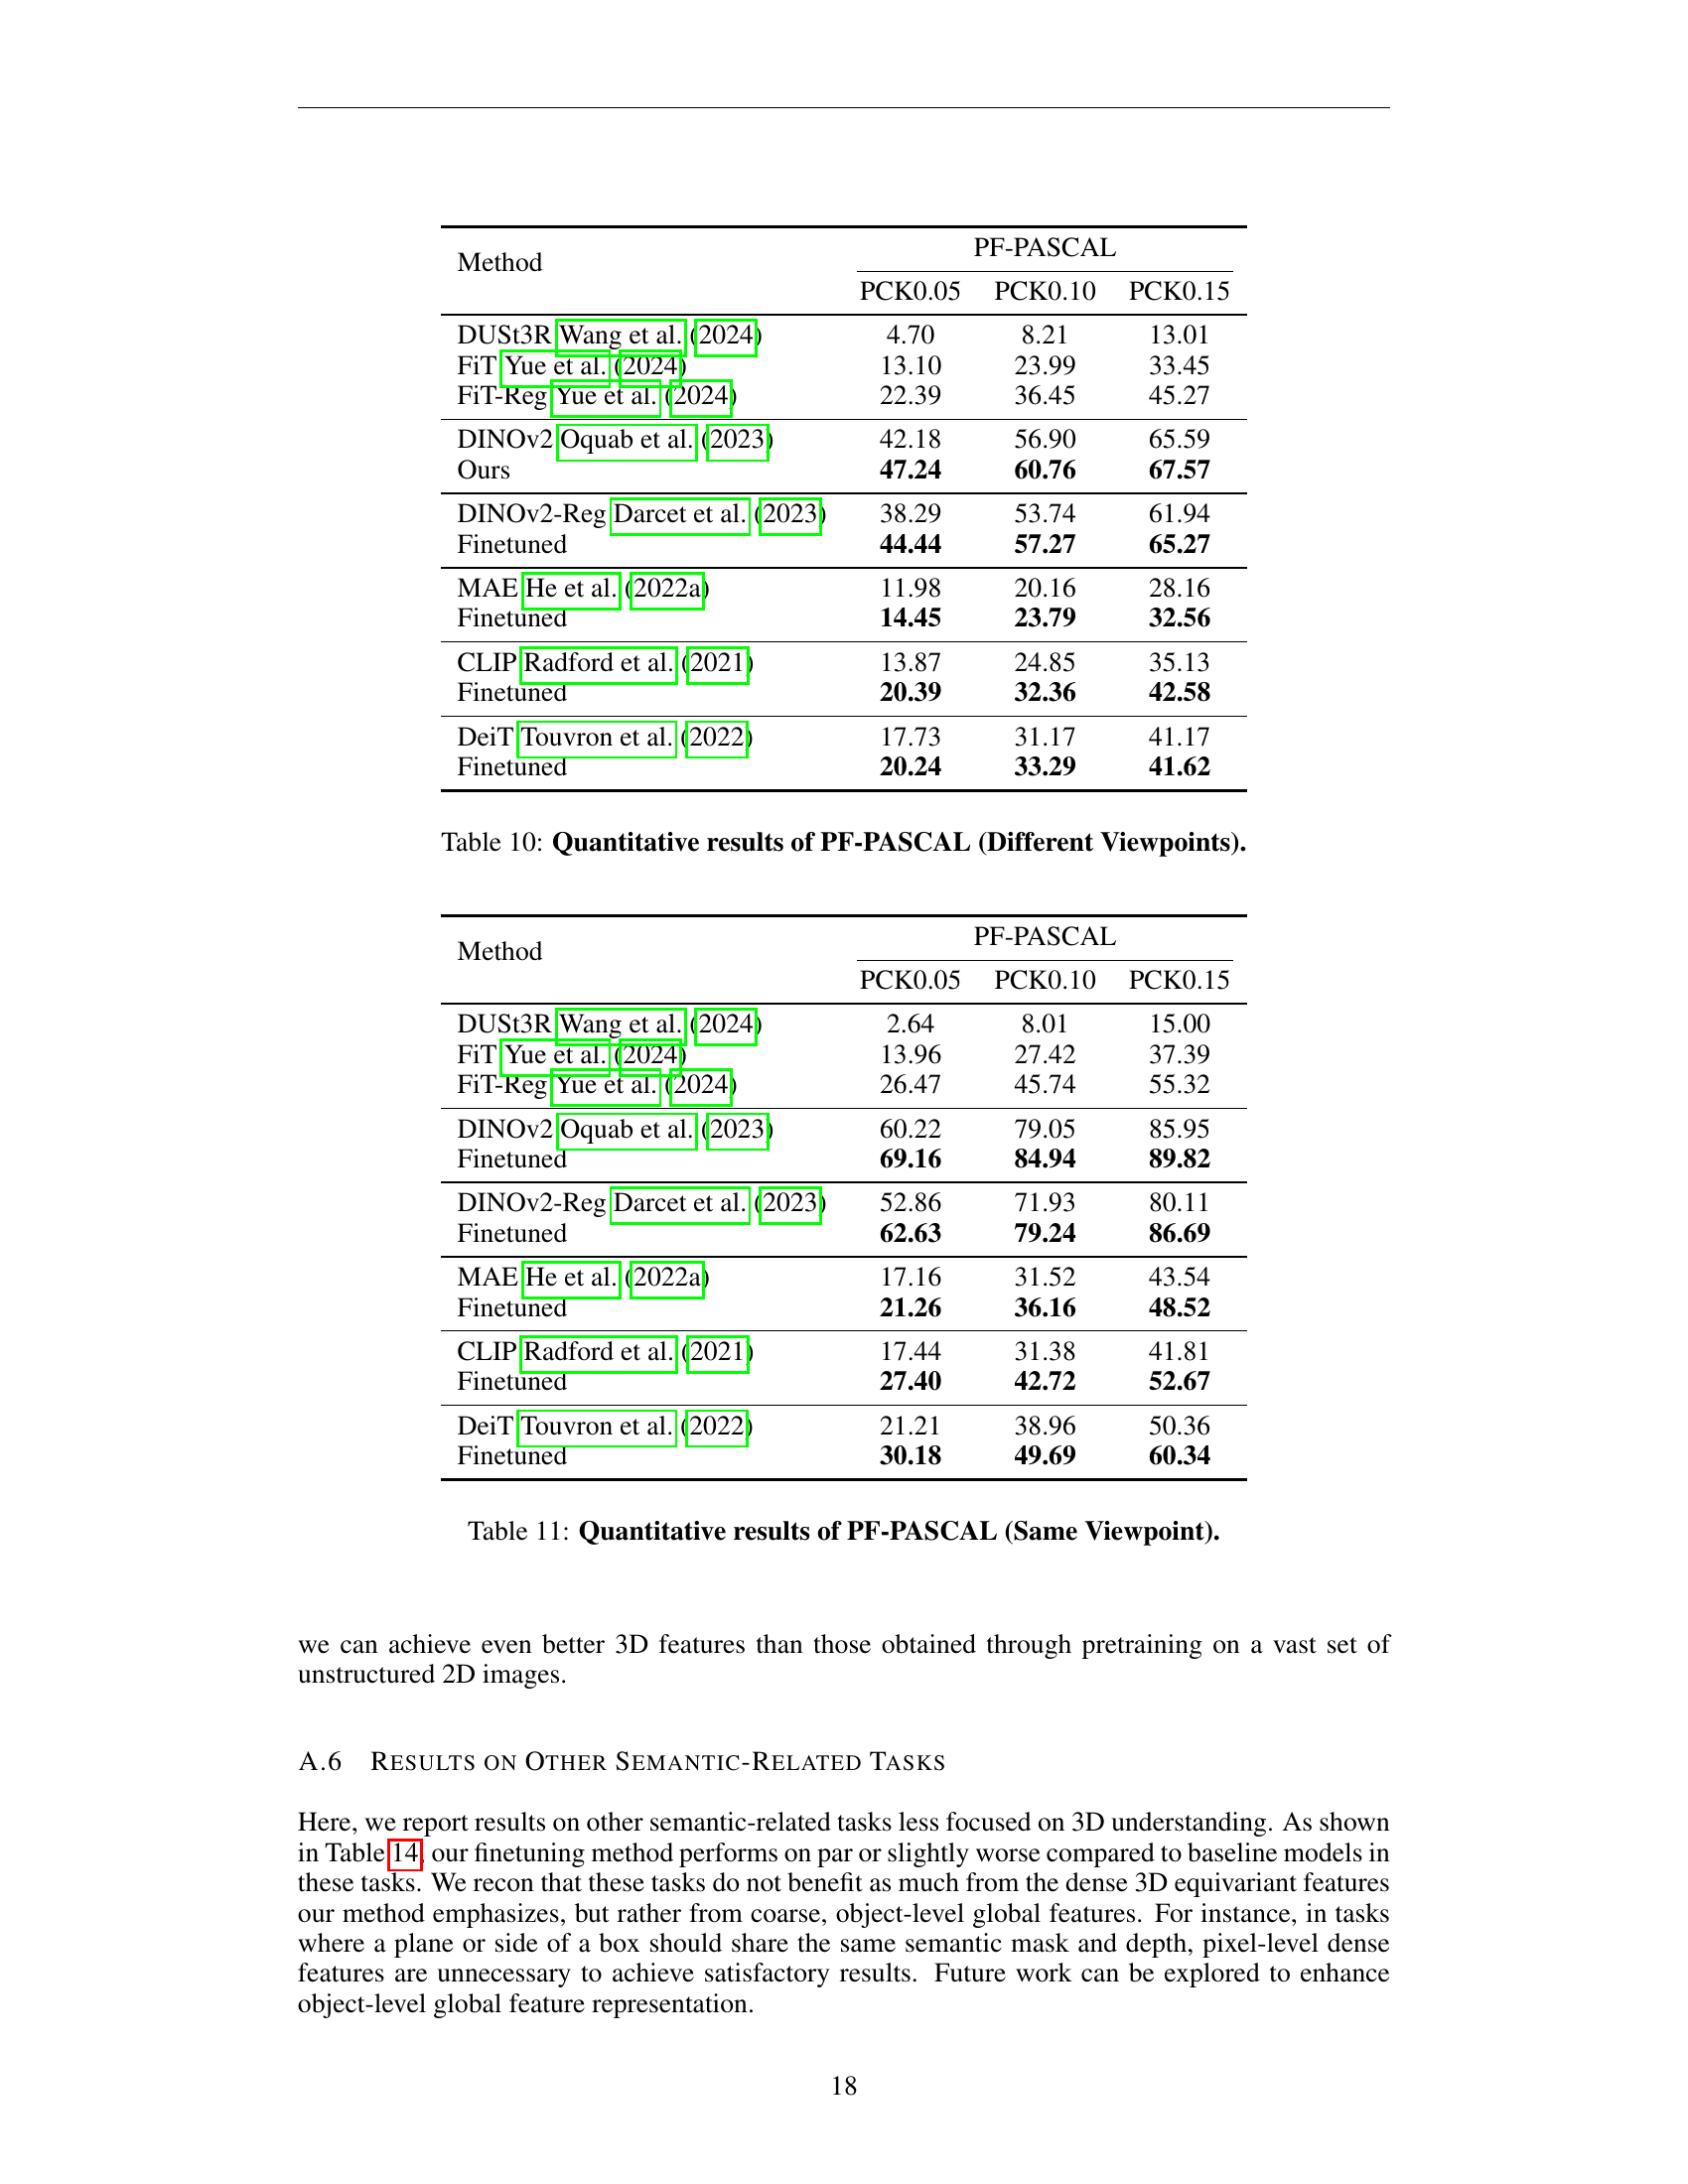 Method PF-PASCAL
PCK0.05 PCK0.10 PCK0.15
DUSt3R Wang et al. (2024) 4.70 8.21 13.01
FiT Yue et al. (2024) 13.10 23.99 33.45
FiT-Reg Yue et al. (2024) 22.39 36.45 45.27
DINOv2 Oquab et al. (2023) 42.18 56.90 65.59
Ours 47.24 60.76 67.57
DINOv2-Reg Darcet et al. (2023) 38.29 53.74 61.94
Finetuned 44.44 57.27 65.27
MAE He et al. (2022a) 11.98 20.16 28.16
Finetuned 14.45 23.79 32.56
CLIP Radford et al. (2021) 13.87 24.85 35.13
Finetuned 20.39 32.36 42.58
DeiT Touvron et al. (2022) 17.73 31.17 41.17
Finetuned 20.24 33.29 41.62
Table 10: Quantitative results of PF-PASCAL (Different Viewpoints).
Method PF-PASCAL
PCK0.05 PCK0.10 PCK0.15
DUSt3R Wang et al. (2024) 2.64 8.01 15.00
FiT Yue et al. (2024) 13.96 27.42 37.39
FiT-Reg Yue et al. (2024) 26.47 45.74 55.32
DINOv2 Oquab et al. (2023) 60.22 79.05 85.95
Finetuned 69.16 84.94 89.82
DINOv2-Reg Darcet et al. (2023) 52.86 71.93 80.11
Finetuned 62.63 79.24 86.69
MAE He et al. (2022a) 17.16 31.52 43.54
Finetuned 21.26 36.16 48.52
CLIP Radford et al. (2021) 17.44 31.38 41.81
Finetuned 27.40 42.72 52.67
DeiT Touvron et al. (2022) 21.21 38.96 50.36
Finetuned 30.18 49.69 60.34
Table 11: Quantitative results of PF-PASCAL (Same Viewpoint).
we can achieve even better 3D features than those obtained through pretraining on a vast set of
unstructured 2D images.
A.6 RESULTS ON OTHER SEMANTIC-RELATED TASKS
Here, we report results on other semantic-related tasks less focused on 3D understanding. As shown
in Table 14, our finetuning method performs on par or slightly worse compared to baseline models in
these tasks. We recon that these tasks do not benefit as much from the dense 3D equivariant features
our method emphasizes, but rather from coarse, object-level global features. For instance, in tasks
where a plane or side of a box should share the same semantic mask and depth, pixel-level dense
features are unnecessary to achieve satisfactory results. Future work can be explored to enhance
object-level global feature representation.
18